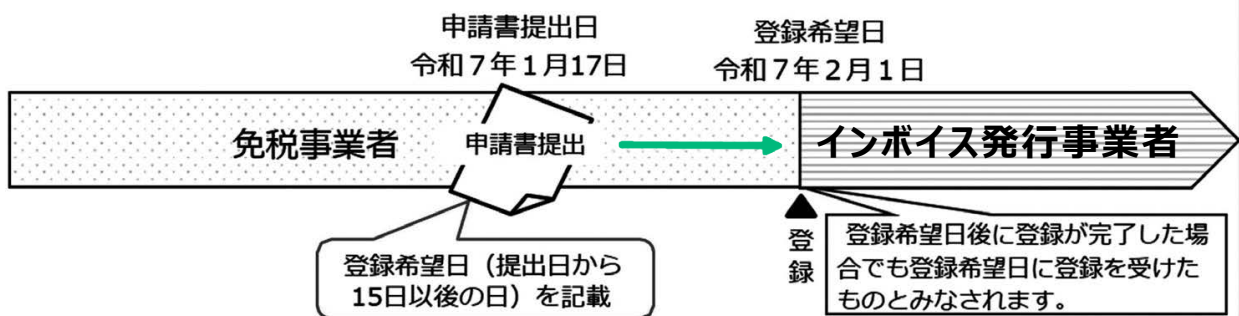 申請書提出日
令和7年1月17日
登録希望日
令和7年2月1日
免税事業者
申請書提出
インボイス発行事業者
登録希望日（提出日から
15日以後の日）を記載
登録
登録希望日後に登録が完了した場
合でも登録希望日に登録を受けた
ものとみなされます。